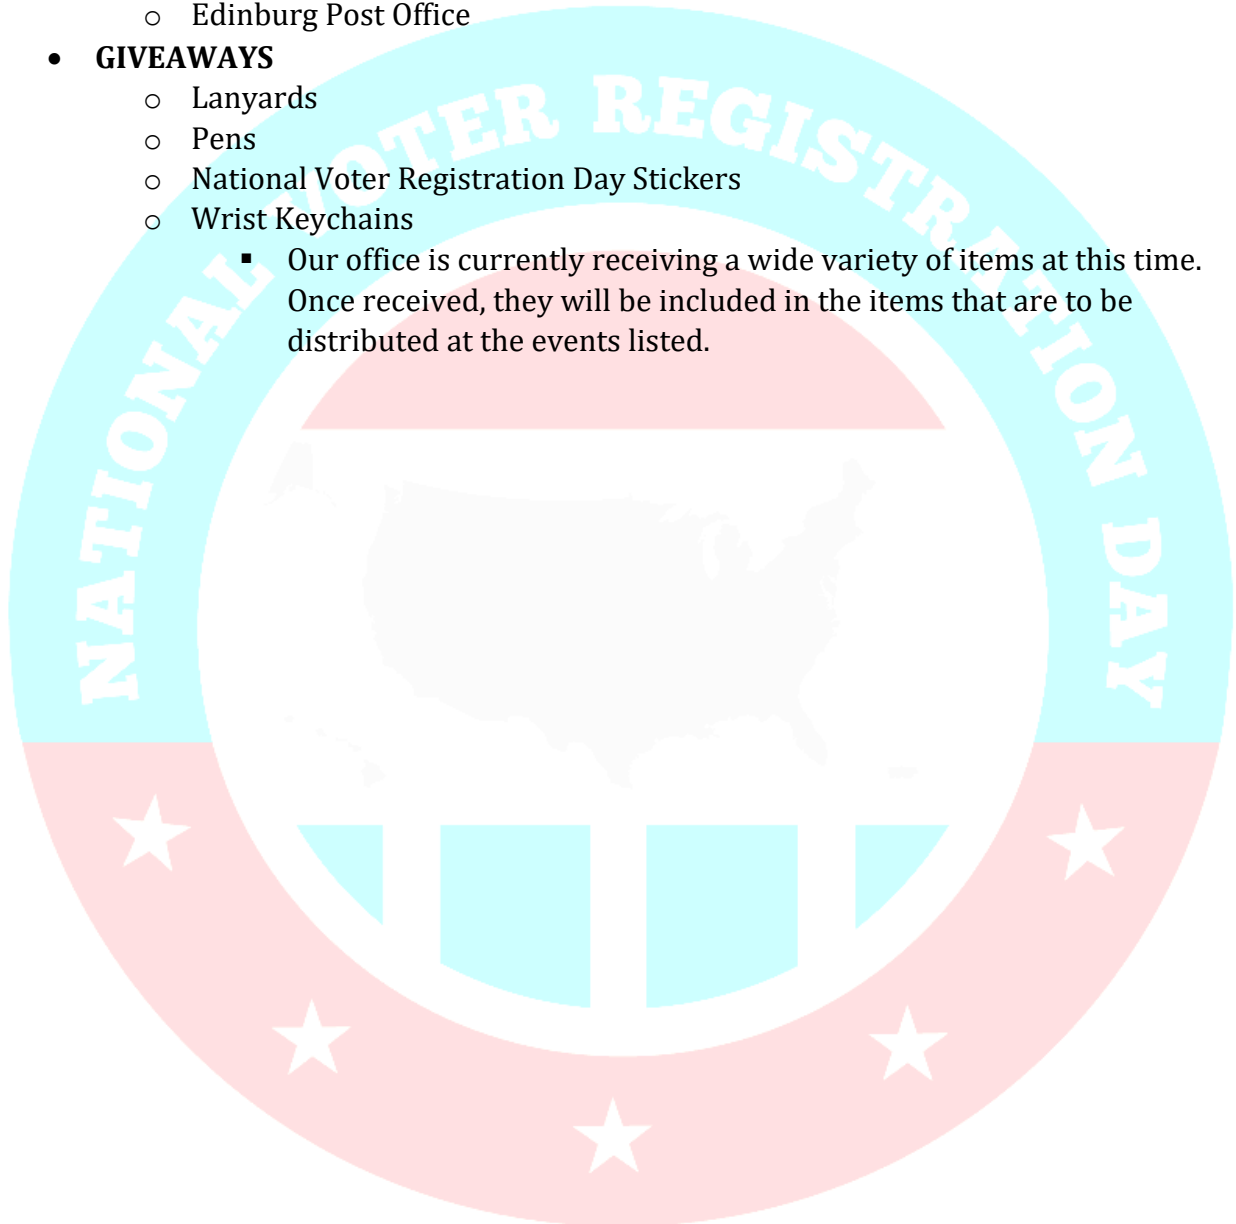 o Edinburg Post Office
• GIVEAWAYS
o Lanyards
o Pens
o National Voter Registration Day Stickers
o Wrist Keychains
▪ Our office is currently receiving a wide variety of items at this time.
Once received, they will be included in the items that are to be
distributed at the events listed.
NATIONAL VOTER REGISTRATION DAY